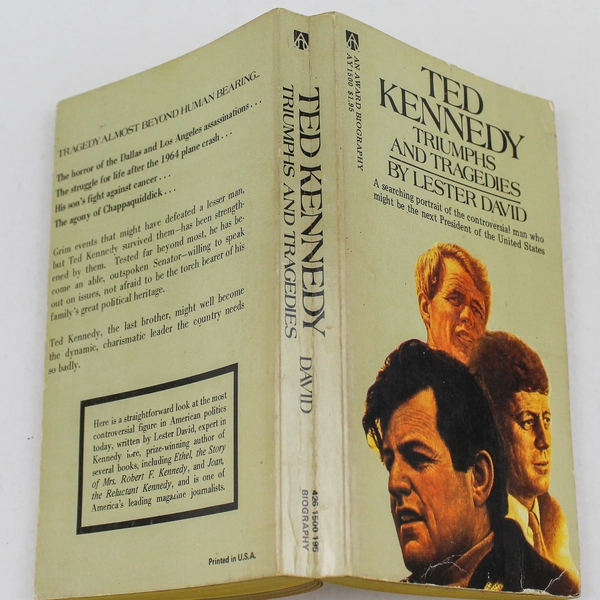 TRAGEDY ALMOST BEYOND HUMAN BEARING...
The horror of the Dallas and Los Angeles assassinations . . .
The struggle for life after the 1964 plane crash . . .
His son's fight against cancer . . .
The agony of Chappaquiddick . . .
Grim events that might have defeated a lesser man,
but Ted Kennedy survived them—has been strength-
ened by them. Tested far beyond most, he has be-
come an able, outspoken Senator—willing to speak
out on issues, not afraid to be the torch bearer of his
family's great political heritage.
Ted Kennedy, the last brother, might well become
the dynamic, charismatic leader the country needs
so badly.
Here is a straightforward look at the most
controversial figure in American politics
today, written by Lester David, expert in
Kennedy lore, prize-winning author of
several books, including Ethel, the Story
of Mrs. Robert F. Kennedy, and Joan,
the Reluctant Kennedy, and is one of
America's leading magazine journalists.
Printed in U.S.A.
TED KENNEDY
TRIUMPHS AND TRAGEDIES
DAVID
426-1500-195
BIOGRAPHY
AN AWARD BIOGRAPHY
AY1500 $1.95
TED
KENNEDY
TRIUMPHS
AND TRAGEDIES
BY LESTER DAVID
A searching portrait of the controversial man who
might be the next President of the United States